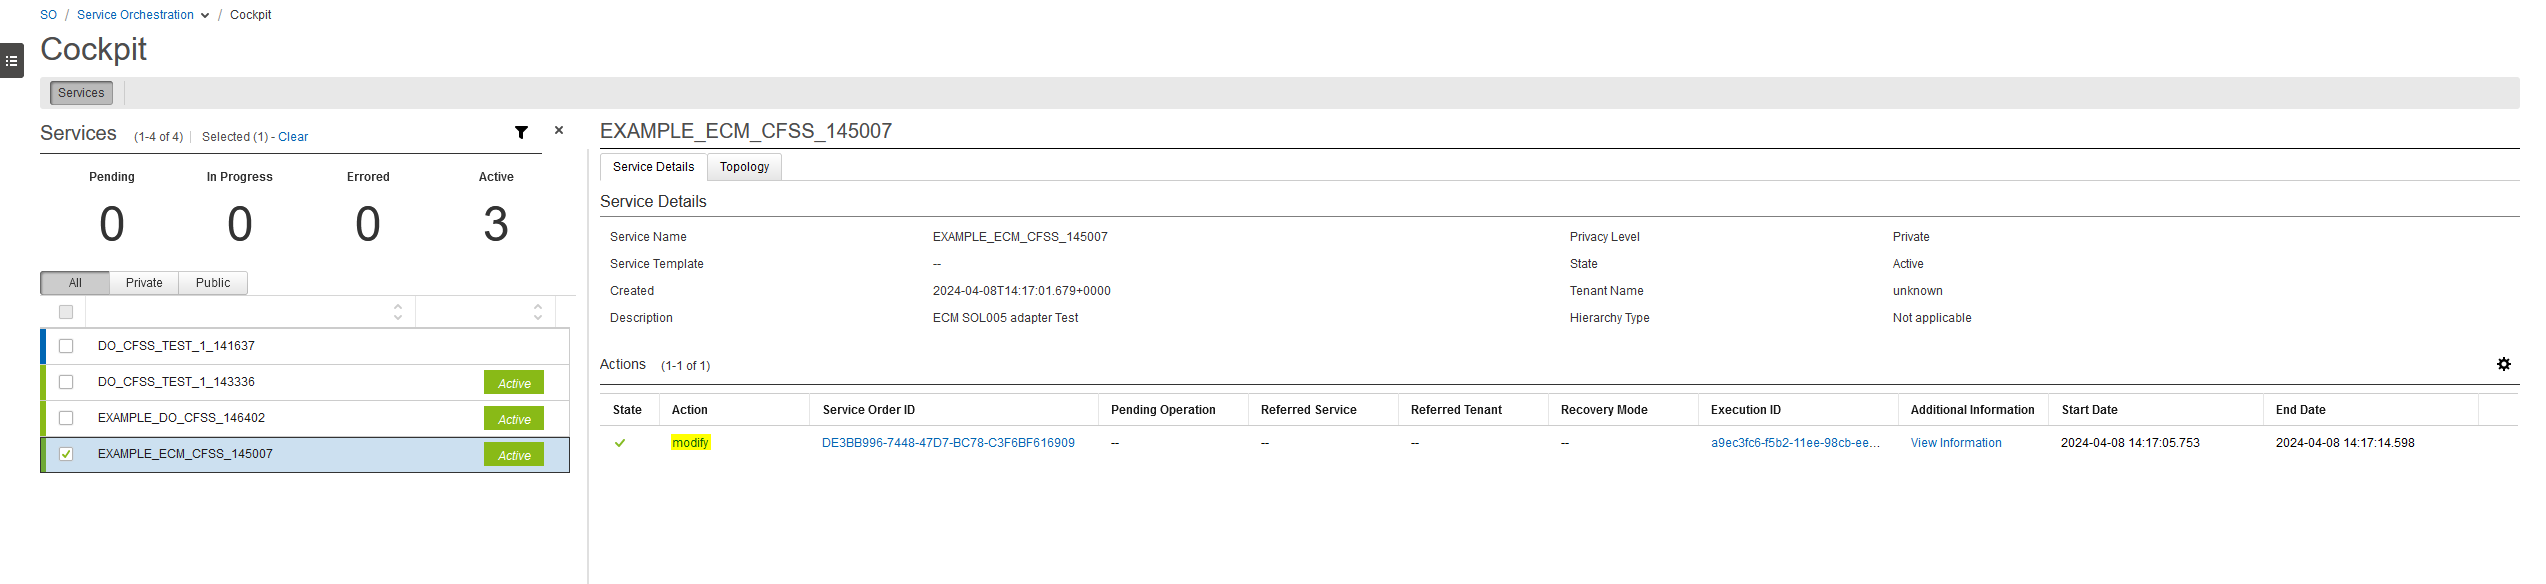 SO / Service Orchestration / Cockpit
Cockpit
Services
Services (1-4 of 4) Selected (1) - Clear
Pending In Progress Errored Active
0 0 0 3
All Private Public
DO_CFSS_TEST_1_141637
DO_CFSS_TEST_1_143336 Active
EXAMPLE_DO_CFSS_146402 Active
EXAMPLE_ECM_CFSS_145007 Active
EXAMPLE_ECM_CFSS_145007
Service Details Topology
Service Details
Service Name EXAMPLE_ECM_CFSS_145007 Privacy Level Private
Service Template -- State Active
Created 2024-04-08T14:17:01.679+0000 Tenant Name unknown
Description ECM SOL005 adapter Test Hierarchy Type Not applicable
Actions (1-1 of 1)
State Action Service Order ID Pending Operation Referred Service Referred Tenant Recovery Mode Execution ID Additional Information Start Date End Date
modify DE3BB996-7448-47D7-BC78-C3F6BF616909 -- -- -- -- a9ec3fc6-f5b2-11ee-98cb-ee... View Information 2024-04-08 14:17:05.753 2024-04-08 14:17:14.598